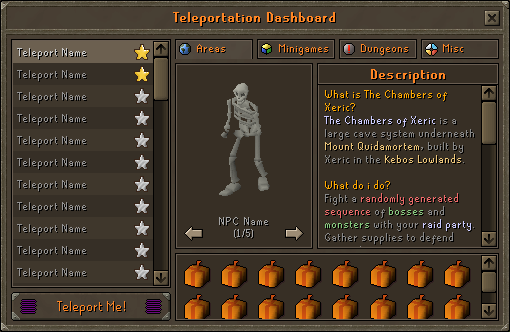 Teleportation Dashboard
Teleport Name
Teleport Name
Teleport Name
Teleport Name
Teleport Name
Teleport Name
Teleport Name
Teleport Name
Teleport Name
Teleport Name
Teleport Name
Teleport Me!
Areas
Minigames
Dungeons
Misc
NPC Name
(1/5)
Description
What is The Chambers of
Xeric?
The Chambers of Xeric is a
large cave system underneath
Mount Quidamortem, built by
Xeric in the Kebos Lowlands.
What do i do?
Fight a randomly generated
sequence of bosses and
monsters with your raid party.
Gather supplies to defend